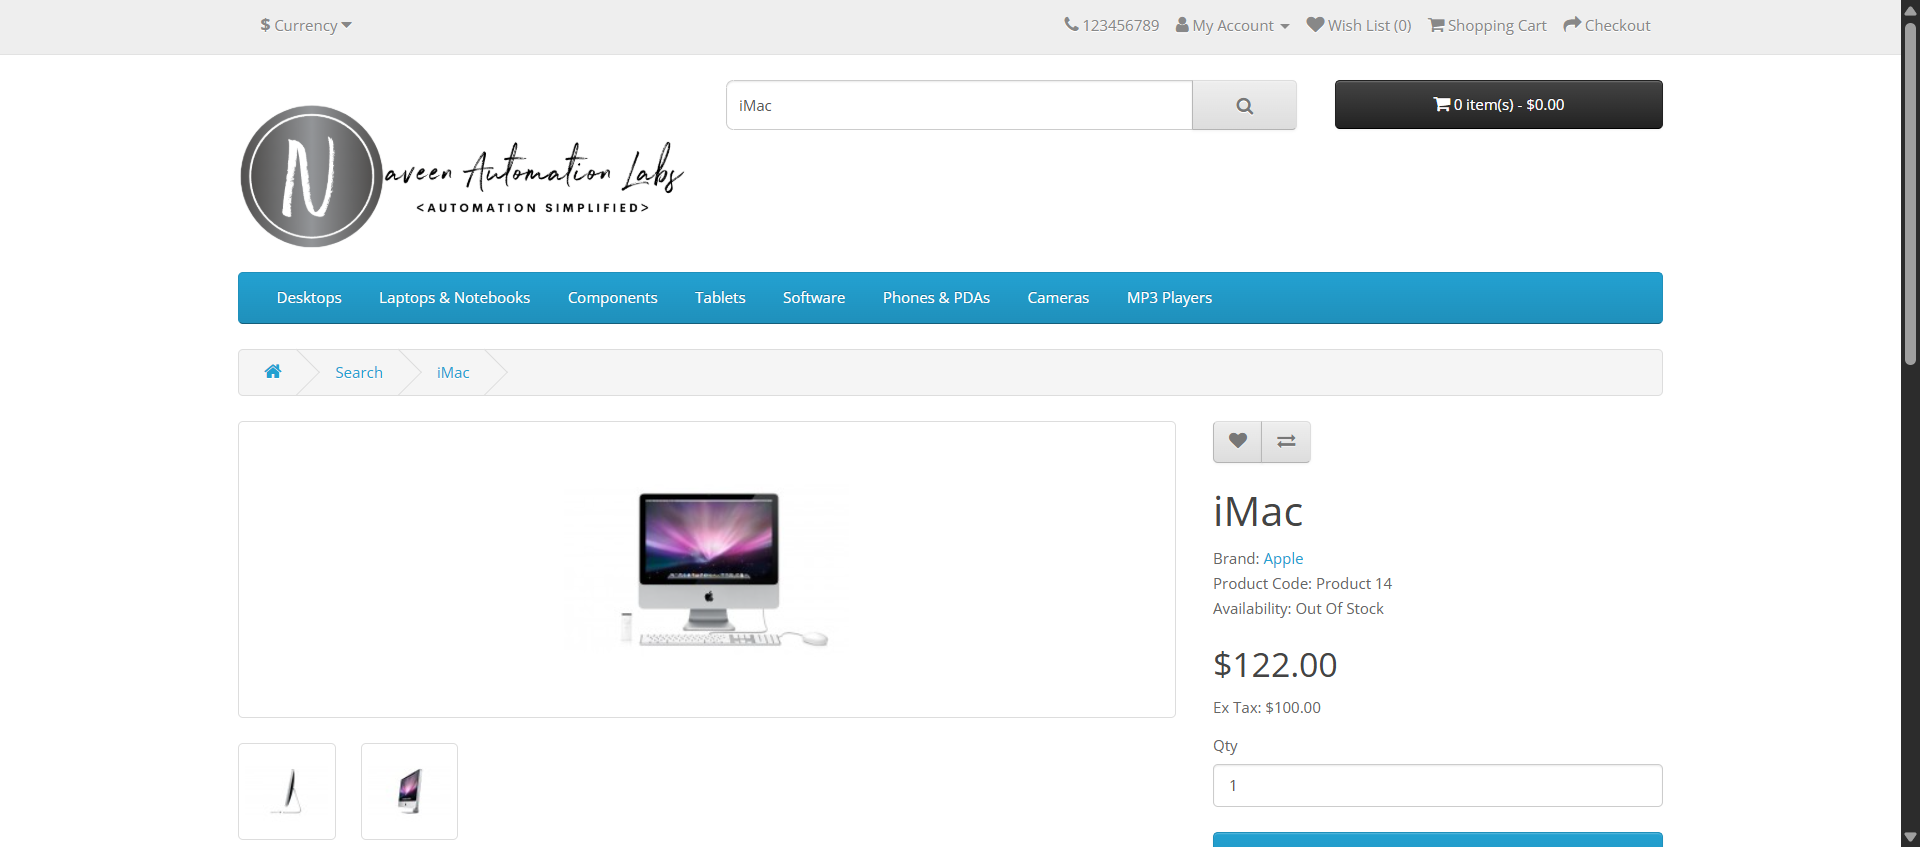 $ Currency
123456789 My Account Wish List (0) Shopping Cart Checkout
iMac
0 item(s) - $0.00
N
aveen Automation Labs
<AUTOMATION SIMPLIFIED>
Desktops Laptops & Notebooks Components Tablets Software Phones & PDAs Cameras MP3 Players
Search iMac
iMac
Brand: Apple
Product Code: Product 14
Availability: Out Of Stock
$122.00
Ex Tax: $100.00
Qty
1